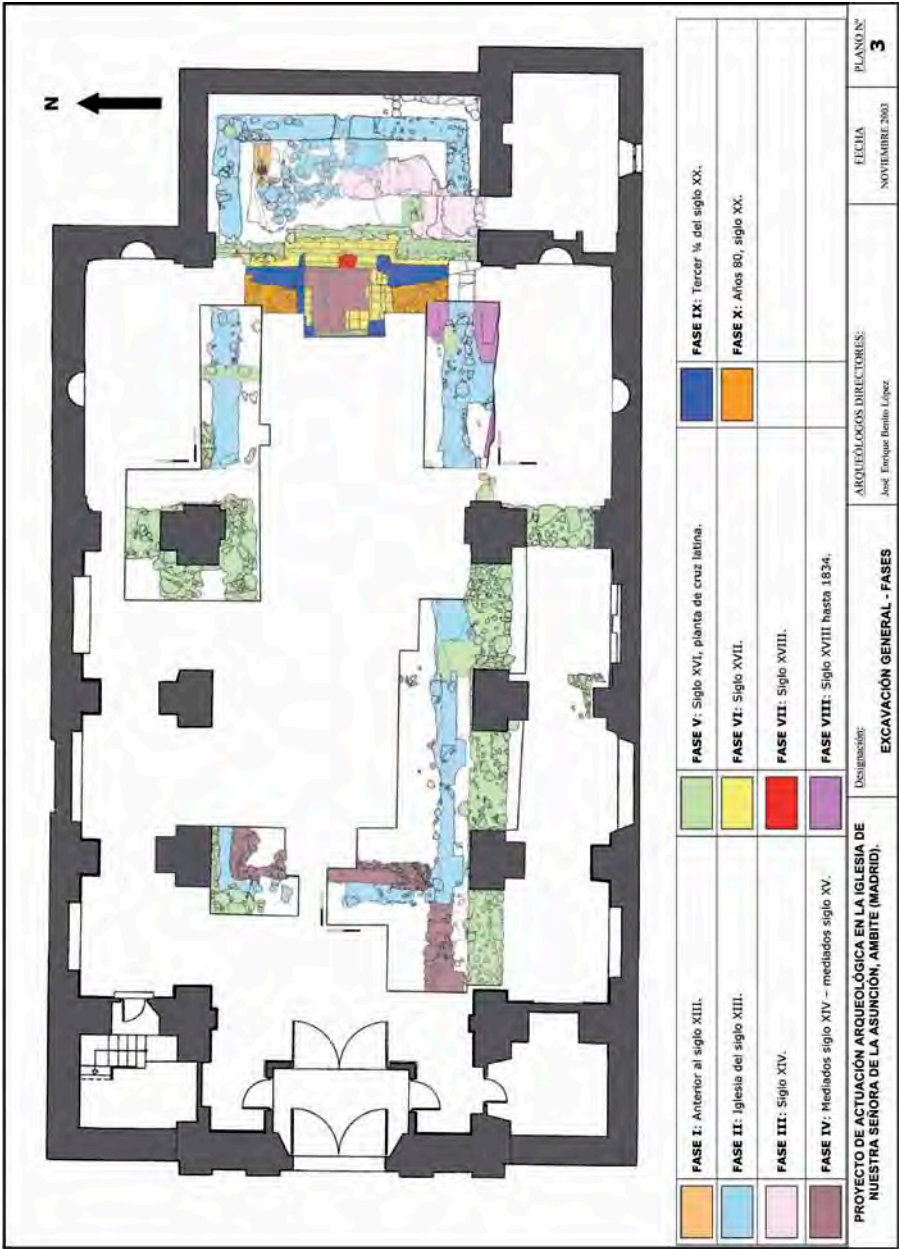 N
FASE I: Anterior al siglo XIII.
FASE II: Iglesia del siglo XIII.
FASE III: Siglo XIV.
FASE IV: Mediados siglo XIV – mediados siglo XV.
FASE V: Siglo XVI, planta de cruz latina.
FASE VI: Siglo XVII.
FASE VII: Siglo XVIII.
FASE VIII: Siglo XVIII hasta 1834.
FASE IX: Tercer ¼ del siglo XX.
FASE X: Años 80, siglo XX.
PROYECTO DE ACTUACIÓN ARQUEOLÓGICA EN LA IGLESIA DE
NUESTRA SEÑORA DE LA ASUNCIÓN, AMBITE (MADRID).
Designación:
EXCAVACIÓN GENERAL - FASES
ARQUEÓLOGOS DIRECTORES:
José Enrique Benito López
FECHA
NOVIEMBRE 2003
PLANO Nº
3